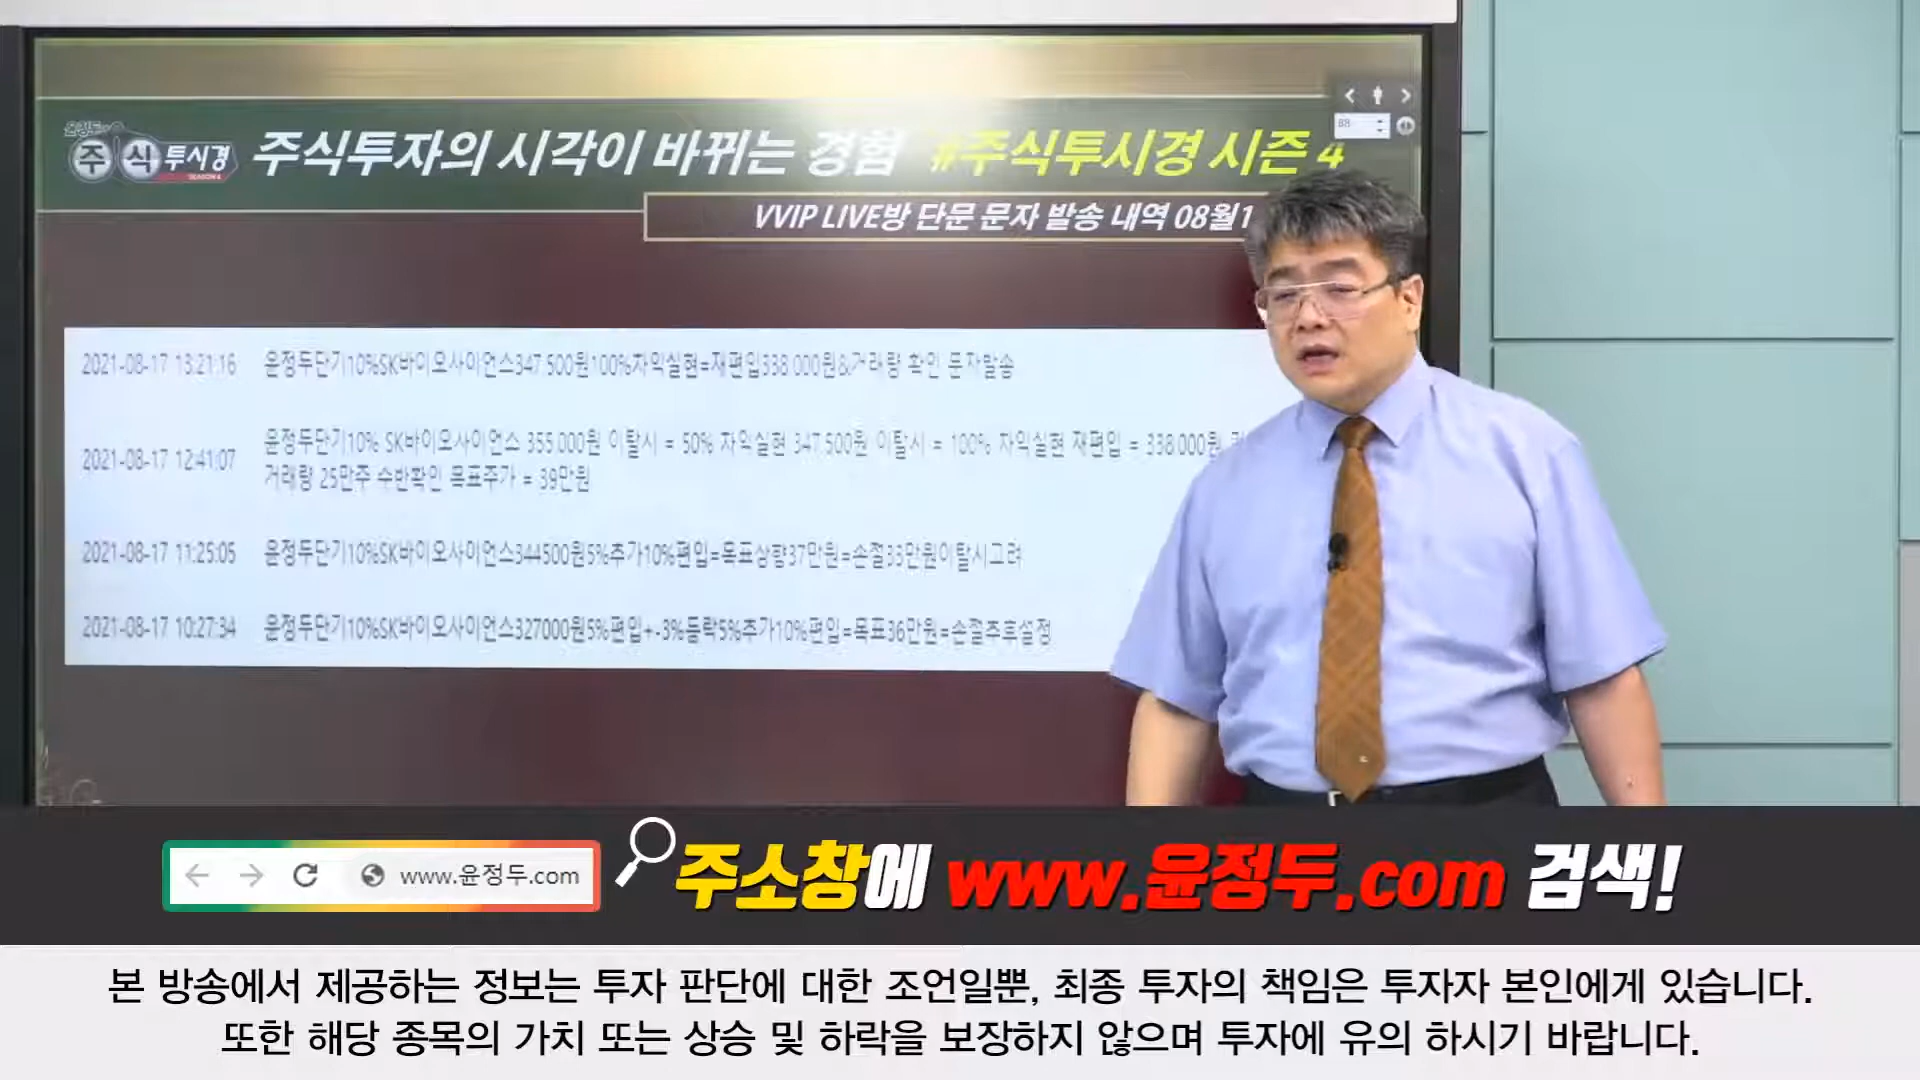 윤정두의
주식투시경
SEASON 4
주식투자의 시각이 바뀌는 경험 #주식투시경 시즌 4
88
VVIP LIVE방 단문 문자 발송 내역 08월1
2021-08-17 13:21:16 윤정두단기10%SK바이오사이언스347.500원100%차익실현=재편입338.000원&거래량 확인 문자발송
2021-08-17 12:41:07 윤정두단기10% SK바이오사이언스 355.000원 이탈시 = 50% 차익실현 347.500원 이탈시 = 100% 차익실현 재편입 = 338.000원
거래량 25만주 수반확인 목표주가 = 39만원
2021-08-17 11:25:05 윤정두단기10%SK바이오사이언스344500원5%추가10%편입=목표상향37만원=손절33만원이탈시고려
2021-08-17 10:27:34 윤정두단기10%SK바이오사이언스327000원5%편입+-3%등락5%추가10%편입=목표36만원=손절추후설정
www.윤정두.com
주소창에 www.윤정두.com 검색!
본 방송에서 제공하는 정보는 투자 판단에 대한 조언일뿐, 최종 투자의 책임은 투자자 본인에게 있습니다.
또한 해당 종목의 가치 또는 상승 및 하락을 보장하지 않으며 투자에 유의 하시기 바랍니다.